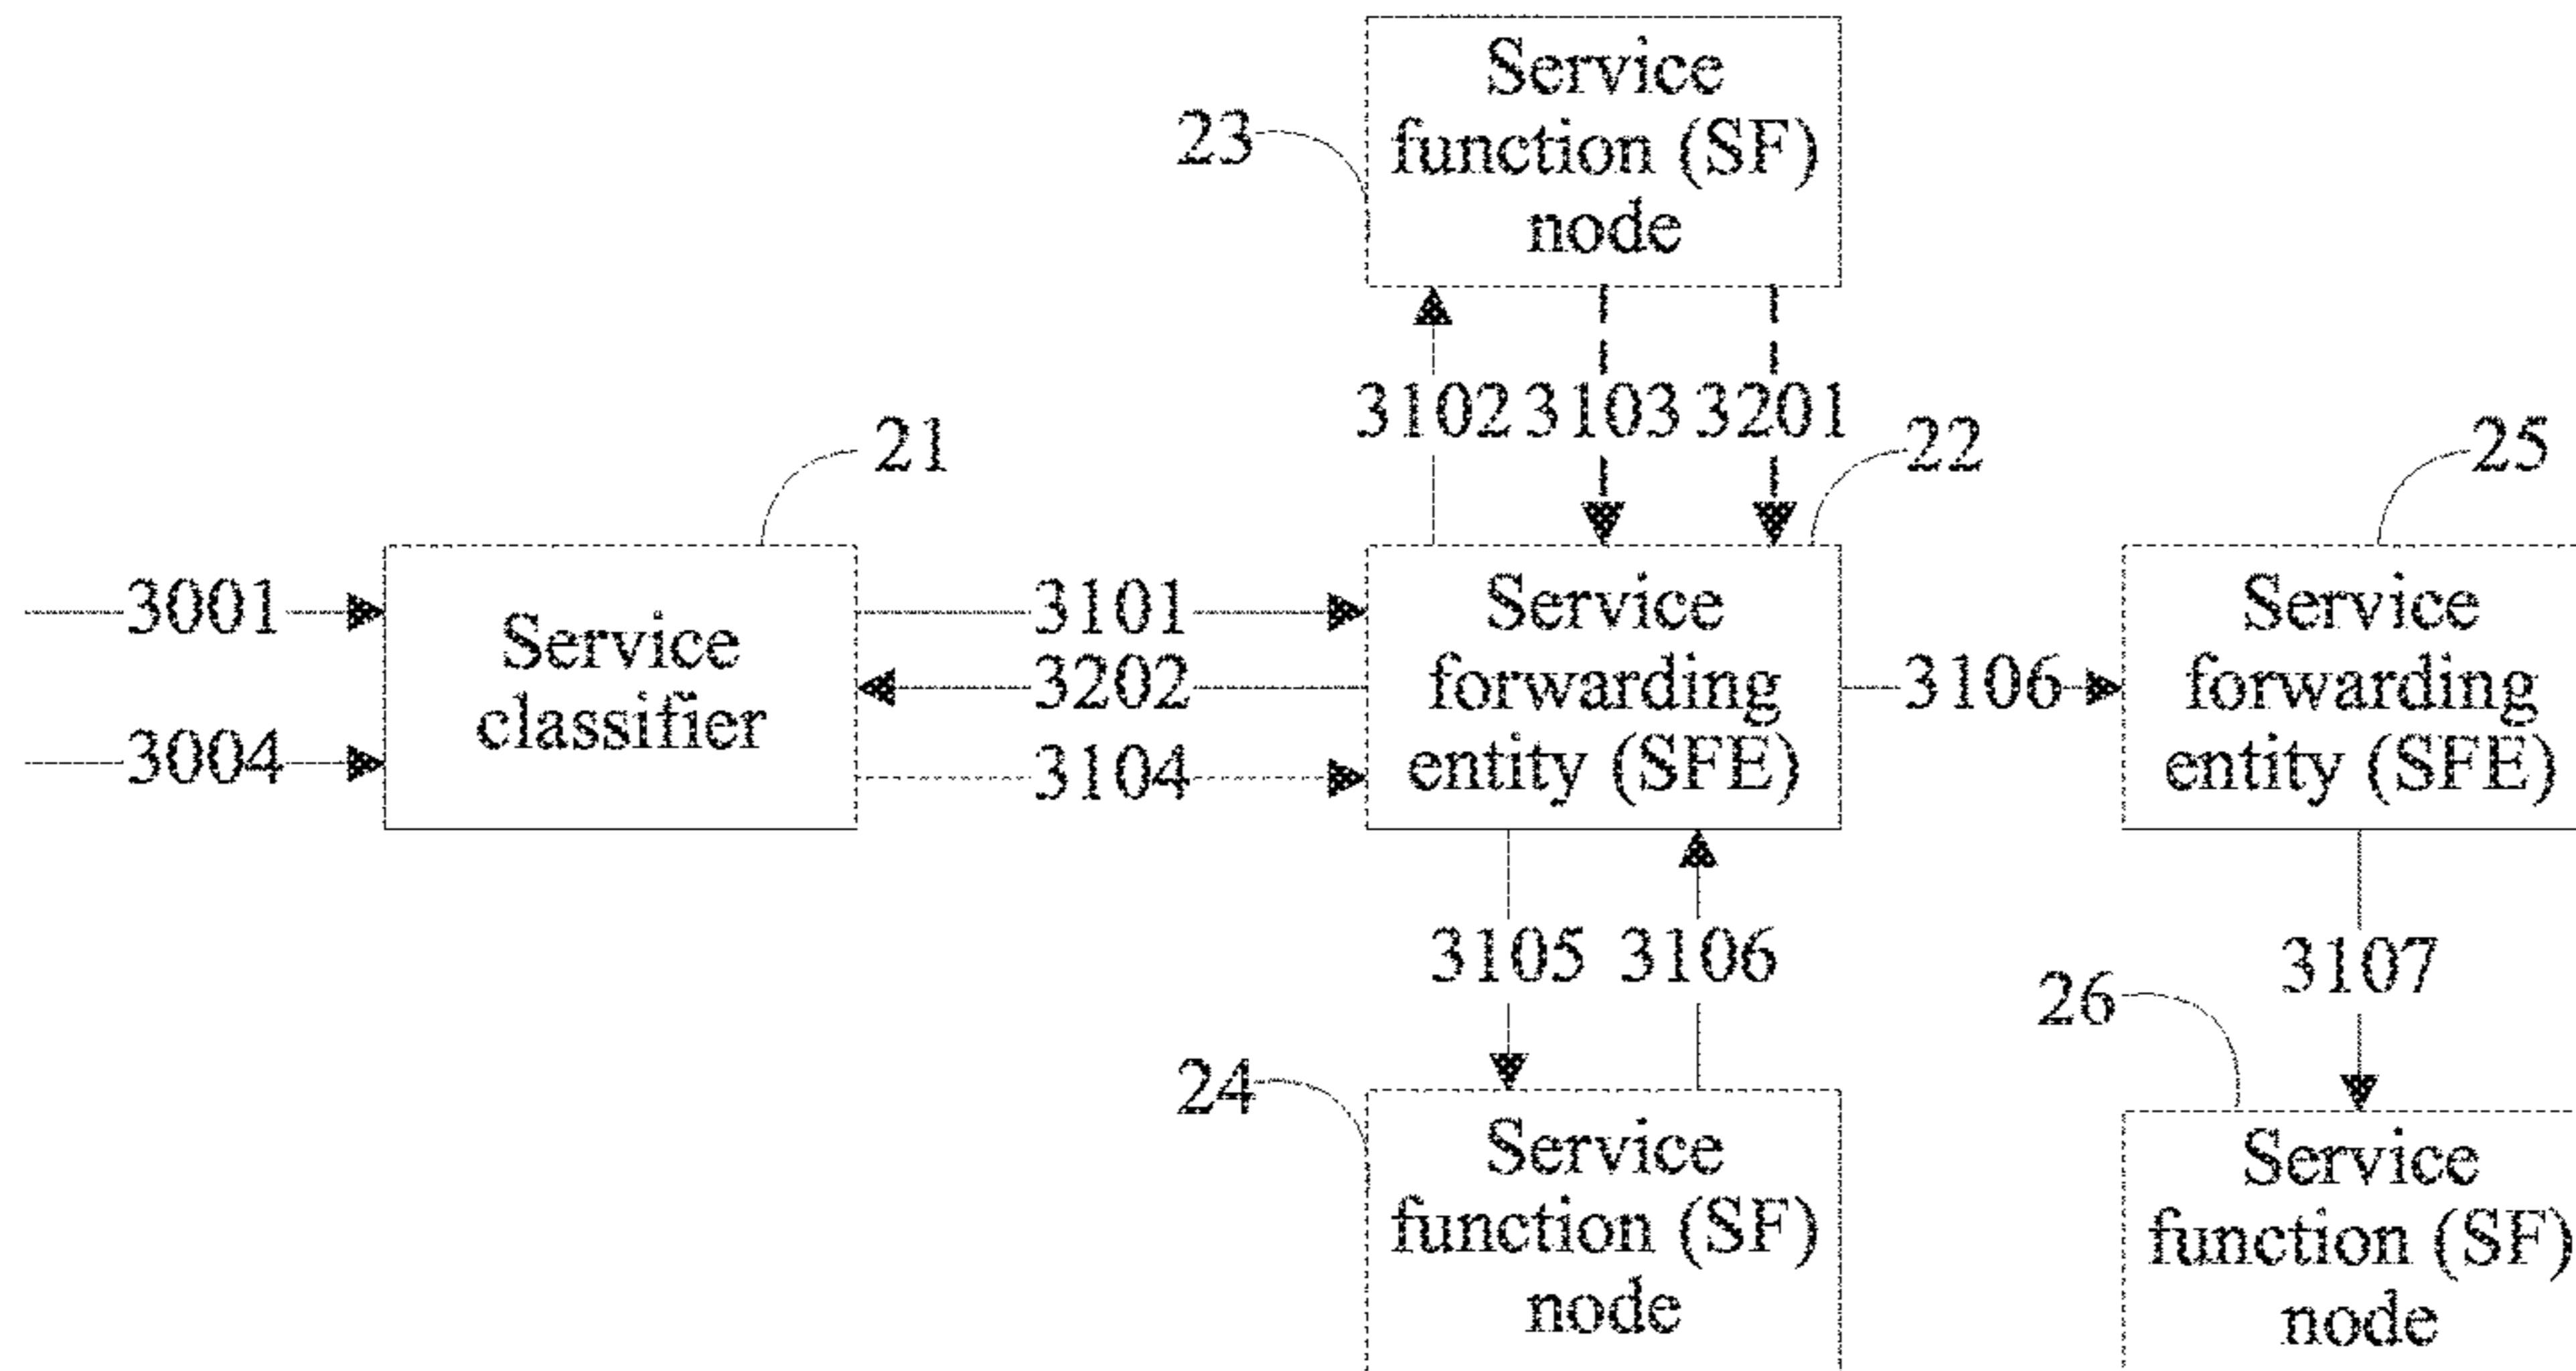 Service
function (SF)
node
23
3102 3103 3201
21
22
25
3001
3004
Service
classifier
3101
3202
3104
Service
forwarding
entity (SFE)
3106
Service
forwarding
entity (SFE)
3105 3106
3107
24
26
Service
function (SF)
node
Service
function (SF)
node